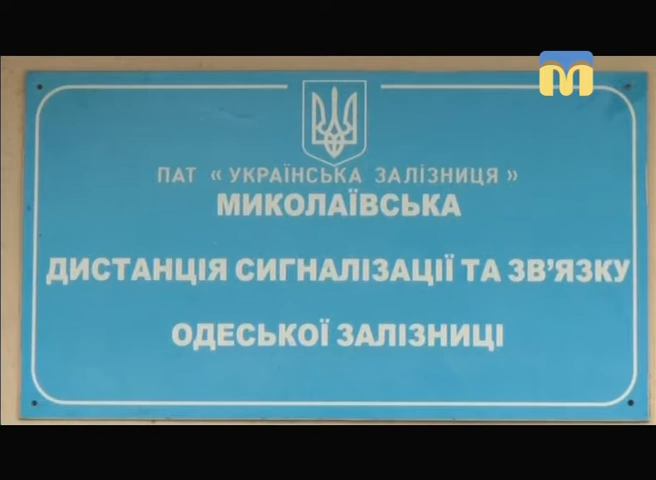 ПАТ « УКРАЇНСЬКА ЗАЛІЗНИЦЯ »
МИКОЛАЇВСЬКА
ДИСТАНЦІЯ СИГНАЛІЗАЦІЇ ТА ЗВ'ЯЗКУ
ОДЕСЬКОЇ ЗАЛІЗНИЦІ